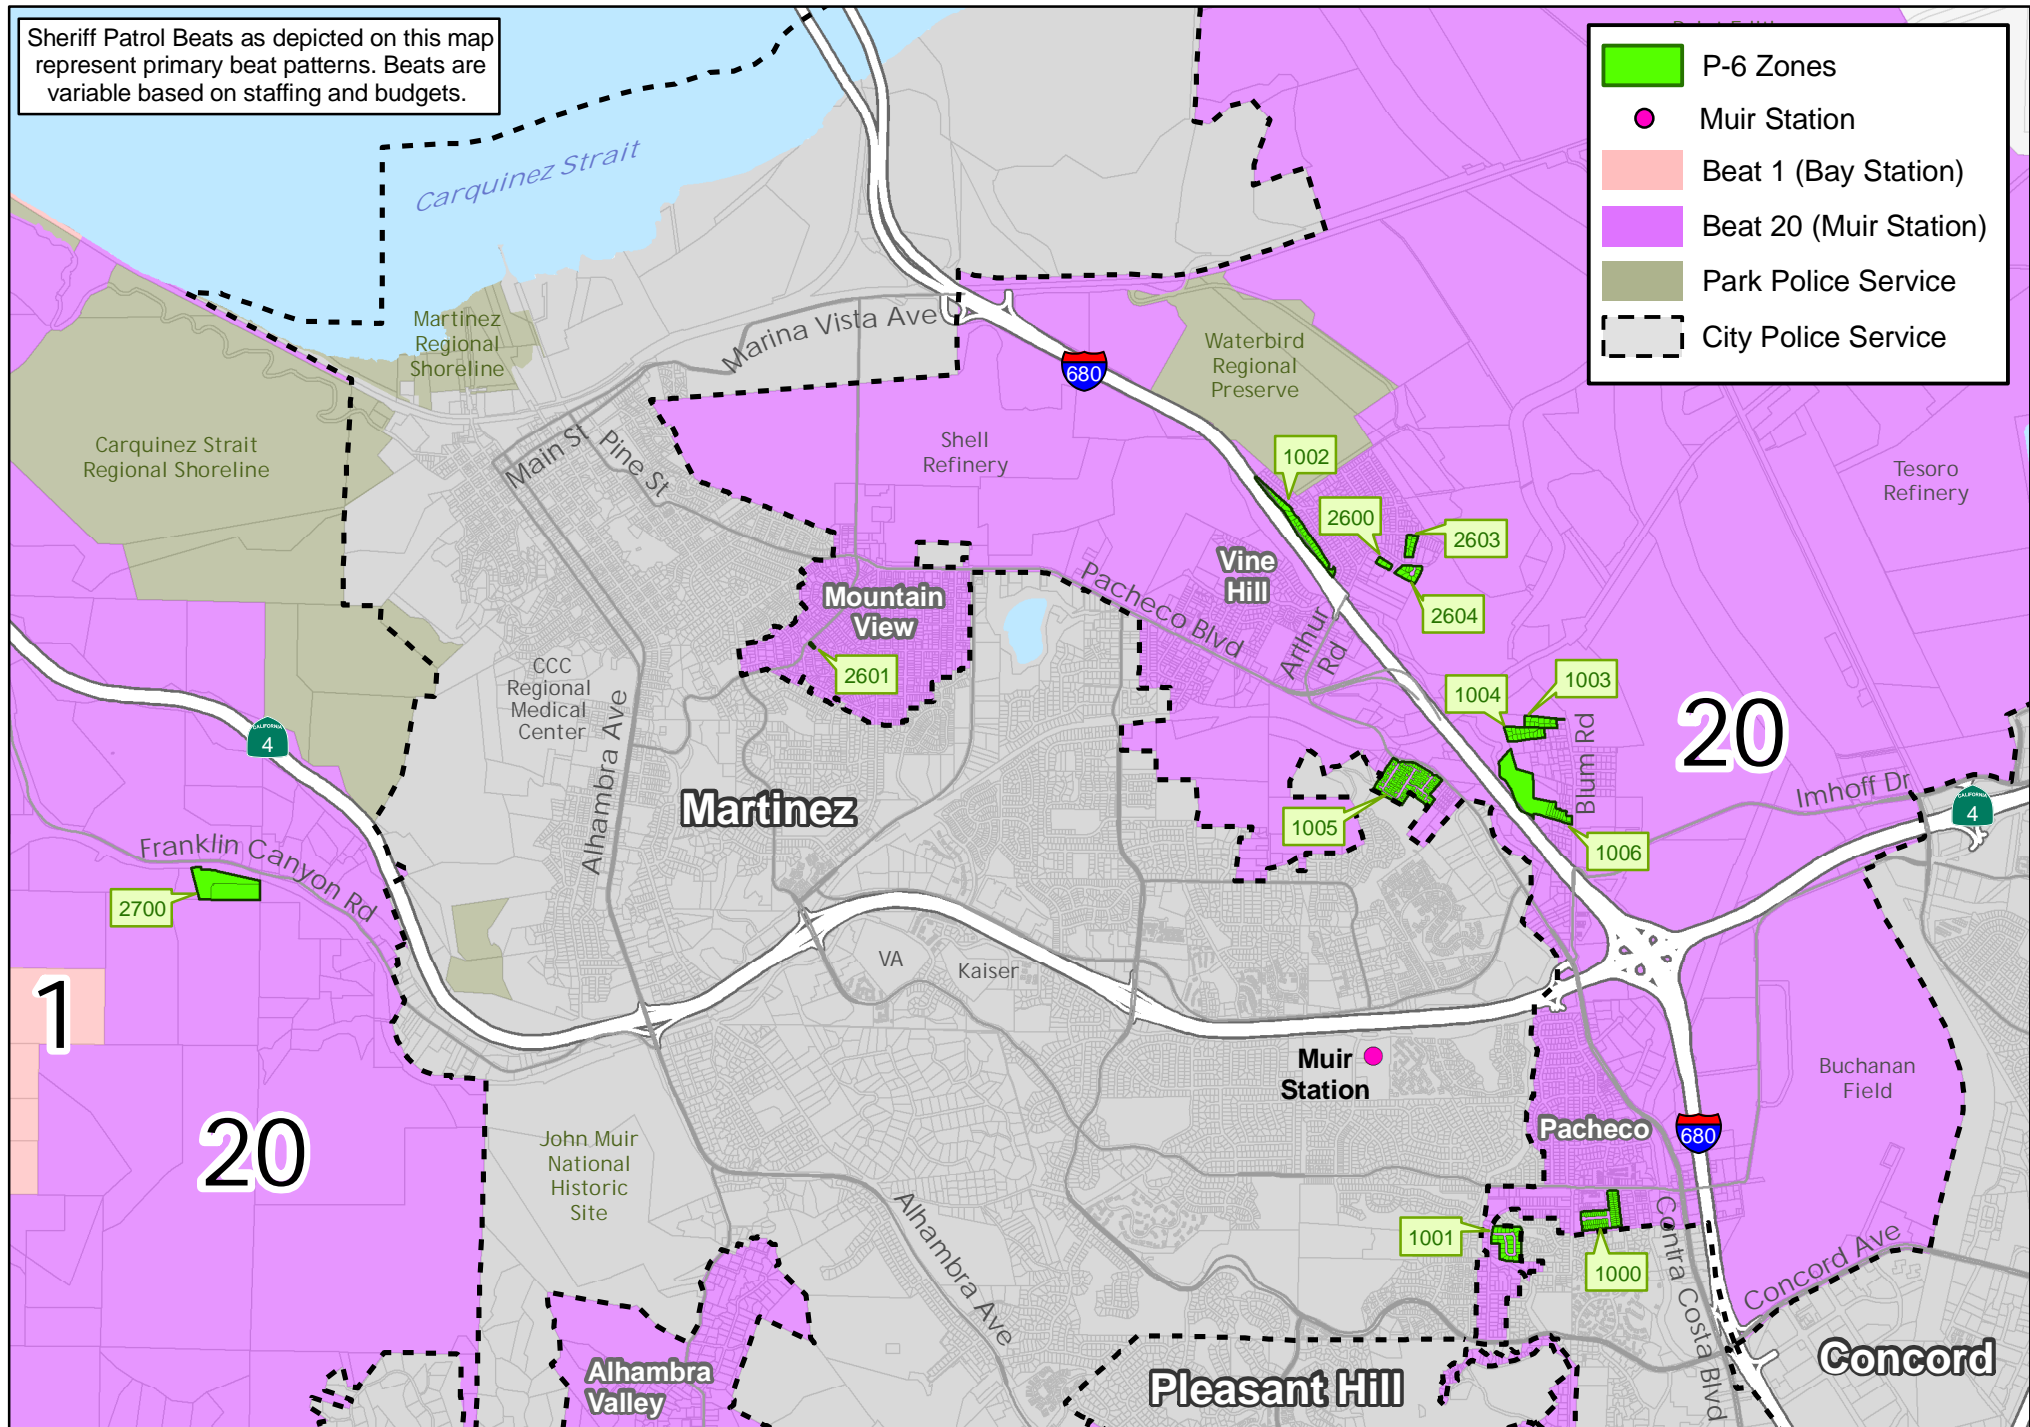 Sheriff Patrol Beats as depicted on this map
represent primary beat patterns. Beats are
variable based on staffing and budgets.
P-6 Zones
Muir Station
Beat 1 (Bay Station)
Beat 20 (Muir Station)
Park Police Service
City Police Service
Carquinez Strait
Martinez
Regional
Shoreline
Marina Vista Ave
680
Waterbird
Regional
Preserve
Carquinez Strait
Regional Shoreline
Main St
Pine St
Shell
Refinery
Tesoro
Refinery
1002
2600
2603
Vine
Hill
2604
Mountain
View
Pacheco Blvd
Arthur
Rd
2601
CCC
Regional
Medical
Center
1004
1003
20
Blum Rd
CALIFORNIA
4
Alhambra Ave
Martinez
Imhoff Dr
CALIFORNIA
4
1005
1006
Franklin Canyon Rd
2700
VA
Kaiser
1
Muir
Station
Buchanan
Field
20
Pacheco
680
John Muir
National
Historic
Site
Alhambra Ave
1001
1000
Contra Costa Blvd
Concord Ave
Alhambra
Valley
Pleasant Hill
Concord